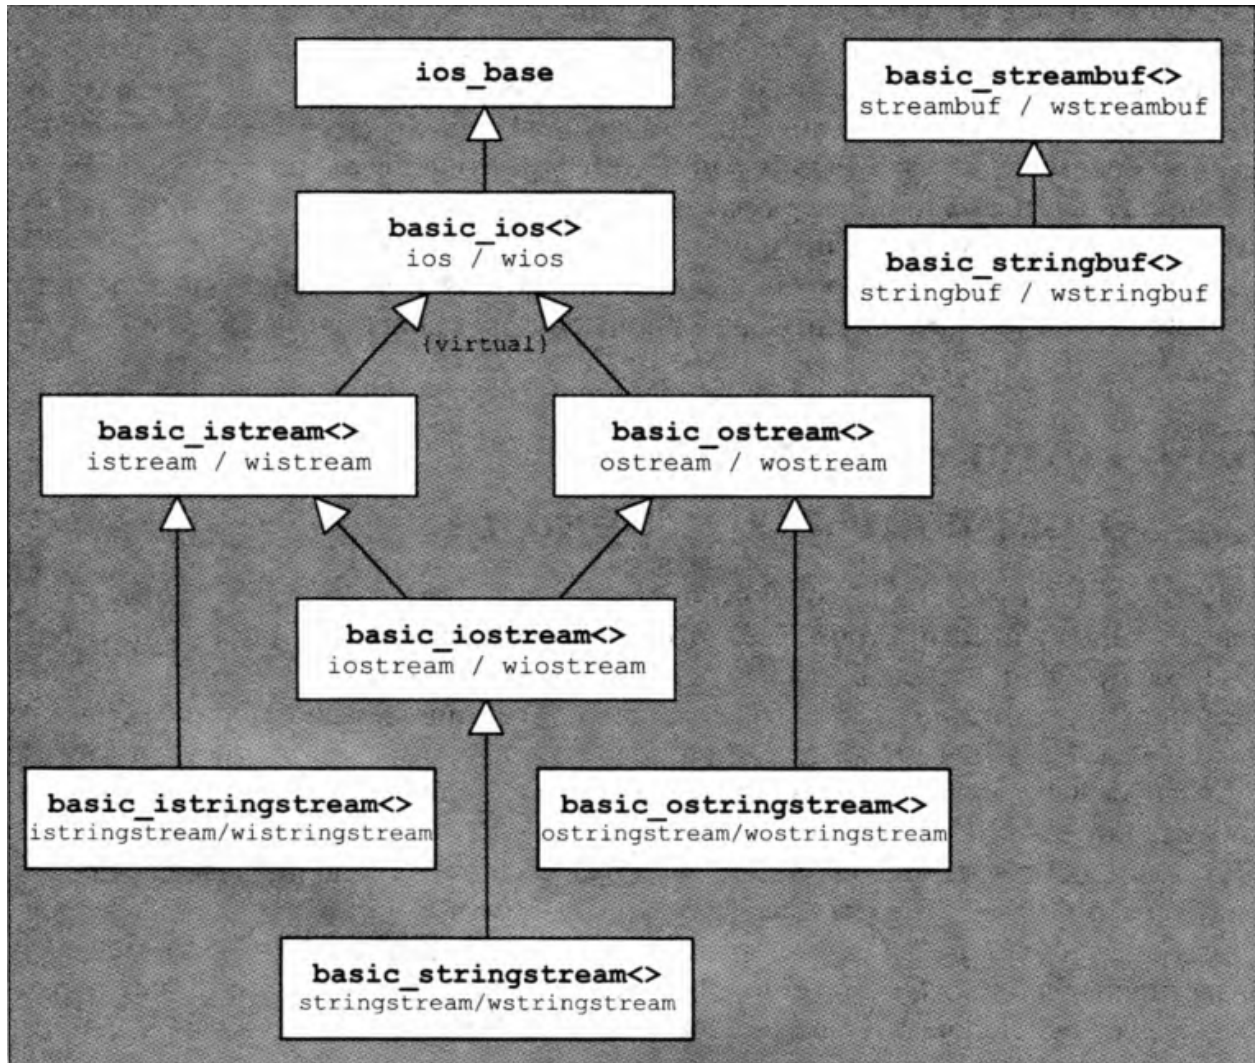 ios_base
basic_streambuf<>
streambuf / wstreambuf
basic_ios<>
ios / wios
basic_stringbuf<>
stringbuf / wstringbuf
{virtual}
basic_istream<>
istream / wistream
basic_ostream<>
ostream / wostream
basic_iostream<>
iostream / wiostream
basic_istringstream<>
istringstream/wistringstream
basic_ostringstream<>
ostringstream/wostringstream
basic_stringstream<>
stringstream/wstringstream